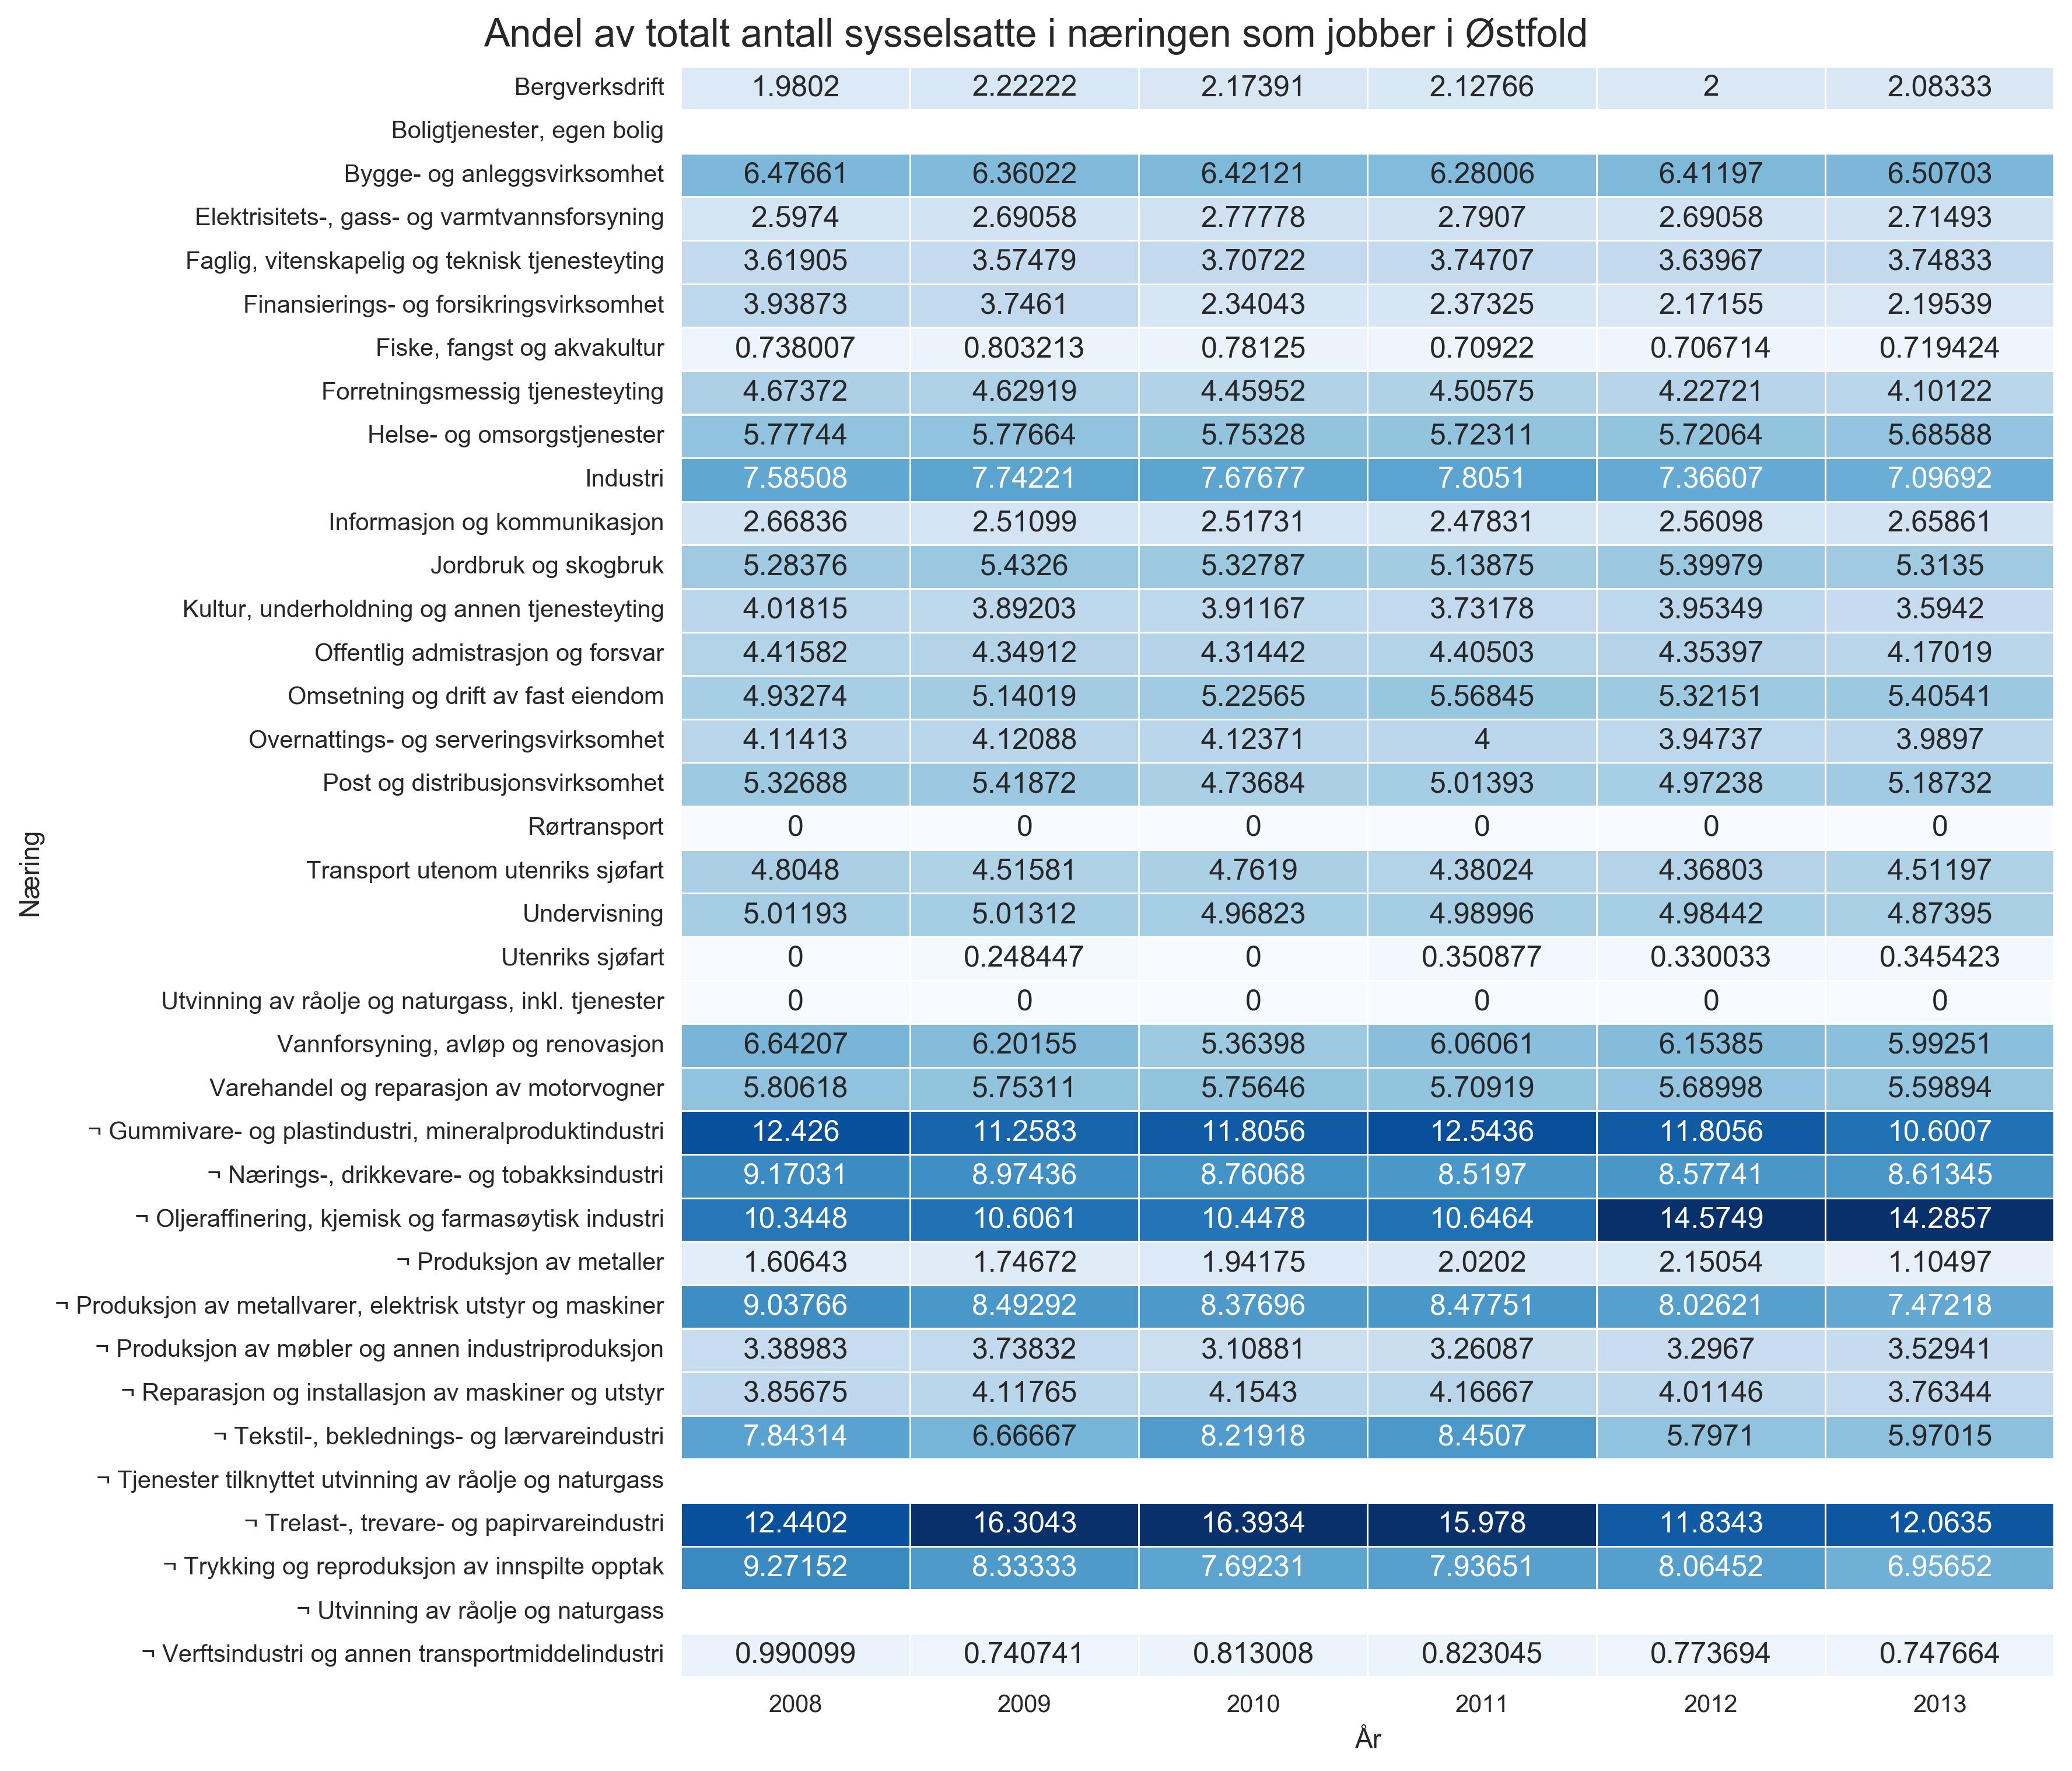 Andel av totalt antall sysselsatte i næringen som jobber i Østfold
Bergverksdrift 1.9802 2.22222 2.17391 2.12766 2 2.08333
Boligtjenester, egen bolig
Bygge- og anleggsvirksomhet 6.47661 6.36022 6.42121 6.28006 6.41197 6.50703
Elektrisitets-, gass- og varmtvannsforsyning 2.5974 2.69058 2.77778 2.7907 2.69058 2.71493
Faglig, vitenskapelig og teknisk tjenesteyting 3.61905 3.57479 3.70722 3.74707 3.63967 3.74833
Finansierings- og forsikringsvirksomhet 3.93873 3.7461 2.34043 2.37325 2.17155 2.19539
Fiske, fangst og akvakultur 0.738007 0.803213 0.78125 0.70922 0.706714 0.719424
Forretningsmessig tjenesteyting 4.67372 4.62919 4.45952 4.50575 4.22721 4.10122
Helse- og omsorgstjenester 5.77744 5.77664 5.75328 5.72311 5.72064 5.68588
Industri 7.58508 7.74221 7.67677 7.8051 7.36607 7.09692
Informasjon og kommunikasjon 2.66836 2.51099 2.51731 2.47831 2.56098 2.65861
Jordbruk og skogbruk 5.28376 5.4326 5.32787 5.13875 5.39979 5.3135
Kultur, underholdning og annen tjenesteyting 4.01815 3.89203 3.91167 3.73178 3.95349 3.5942
Offentlig admistrasjon og forsvar 4.41582 4.34912 4.31442 4.40503 4.35397 4.17019
Omsetning og drift av fast eiendom 4.93274 5.14019 5.22565 5.56845 5.32151 5.40541
Overnattings- og serveringsvirksomhet 4.11413 4.12088 4.12371 4 3.94737 3.9897
Post og distribusjonsvirksomhet 5.32688 5.41872 4.73684 5.01393 4.97238 5.18732
Rørtransport 0 0 0 0 0 0
Transport utenom utenriks sjøfart 4.8048 4.51581 4.7619 4.38024 4.36803 4.51197
Undervisning 5.01193 5.01312 4.96823 4.98996 4.98442 4.87395
Utenriks sjøfart 0 0.248447 0 0.350877 0.330033 0.345423
Utvinning av råolje og naturgass, inkl. tjenester 0 0 0 0 0 0
Vannforsyning, avløp og renovasjon 6.64207 6.20155 5.36398 6.06061 6.15385 5.99251
Varehandel og reparasjon av motorvogner 5.80618 5.75311 5.75646 5.70919 5.68998 5.59894
¬ Gummivare- og plastindustri, mineralproduktindustri 12.426 11.2583 11.8056 12.5436 11.8056 10.6007
¬ Nærings-, drikkevare- og tobakksindustri 9.17031 8.97436 8.76068 8.5197 8.57741 8.61345
¬ Oljeraffinering, kjemisk og farmasøytisk industri 10.3448 10.6061 10.4478 10.6464 14.5749 14.2857
¬ Produksjon av metaller 1.60643 1.74672 1.94175 2.0202 2.15054 1.10497
¬ Produksjon av metallvarer, elektrisk utstyr og maskiner 9.03766 8.49292 8.37696 8.47751 8.02621 7.47218
¬ Produksjon av møbler og annen industriproduksjon 3.38983 3.73832 3.10881 3.26087 3.2967 3.52941
¬ Reparasjon og installasjon av maskiner og utstyr 3.85675 4.11765 4.1543 4.16667 4.01146 3.76344
¬ Tekstil-, beklednings- og lærvareindustri 7.84314 6.66667 8.21918 8.4507 5.7971 5.97015
¬ Tjenester tilknyttet utvinning av råolje og naturgass
¬ Trelast-, trevare- og papirvareindustri 12.4402 16.3043 16.3934 15.978 11.8343 12.0635
¬ Trykking og reproduksjon av innspilte opptak 9.27152 8.33333 7.69231 7.93651 8.06452 6.95652
¬ Utvinning av råolje og naturgass
¬ Verftsindustri og annen transportmiddelindustri 0.990099 0.740741 0.813008 0.823045 0.773694 0.747664
2008 2009 2010 2011 2012 2013
År
Næring